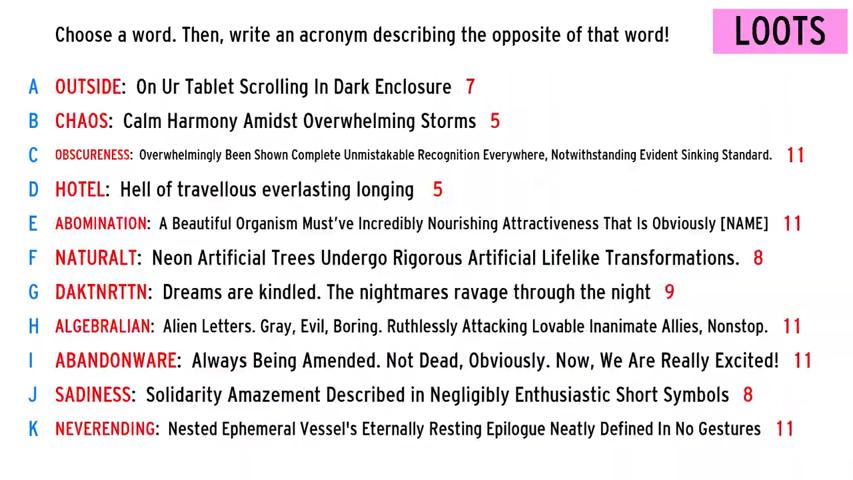 Choose a word. Then, write an acronym describing the opposite of that word!
LOOTS
A OUTSIDE: On Ur Tablet Scrolling In Dark Enclosure 7
B CHAOS: Calm Harmony Amidst Overwhelming Storms 5
C OBSCURENESS: Overwhelmingly Been Shown Complete Unmistakable Recognition Everywhere, Notwithstanding Evident Sinking Standard. 11
D HOTEL: Hell of travellous everlasting longing 5
E ABOMINATION: A Beautiful Organism Must've Incredibly Nourishing Attractiveness That Is Obviously [NAME] 11
F NATURALT: Neon Artificial Trees Undergo Rigorous Artificial Lifelike Transformations. 8
G DAKTNRTTN: Dreams are kindled. The nightmares ravage through the night 9
H ALGEBRALIAN: Alien Letters. Gray, Evil, Boring. Ruthlessly Attacking Lovable Inanimate Allies, Nonstop. 11
I ABANDONWARE: Always Being Amended. Not Dead, Obviously. Now, We Are Really Excited! 11
J SADINESS: Solidarity Amazement Described in Negligibly Enthusiastic Short Symbols 8
K NEVERENDING: Nested Ephemeral Vessel's Eternally Resting Epilogue Neatly Defined In No Gestures 11